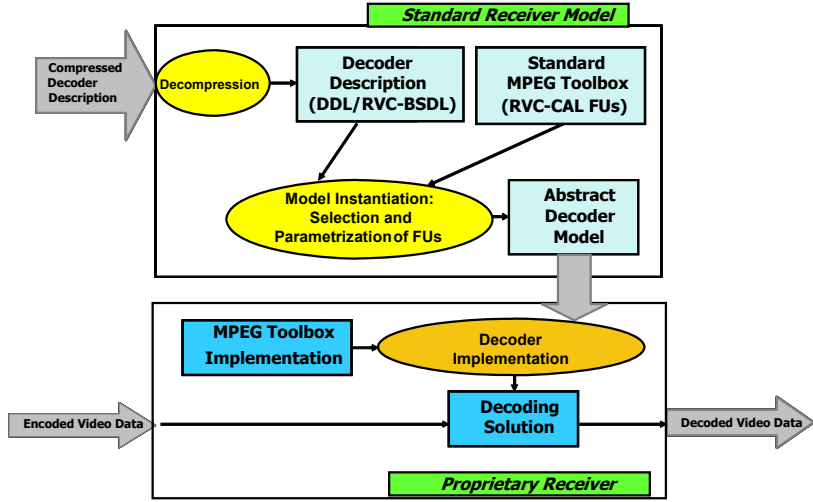 Standard Receiver Model
Compressed
Decoder
Description
Decompression
Decoder
Description
(DDL/RVC-BSDL)
Standard
MPEG Toolbox
(RVC-CAL FUs)
Model Instantiation:
Selection and
Parametrization of FUs
Abstract
Decoder
Model
MPEG Toolbox
Implementation
Decoder
Implementation
Encoded Video Data
Decoding
Solution
Decoded Video Data
Proprietary Receiver